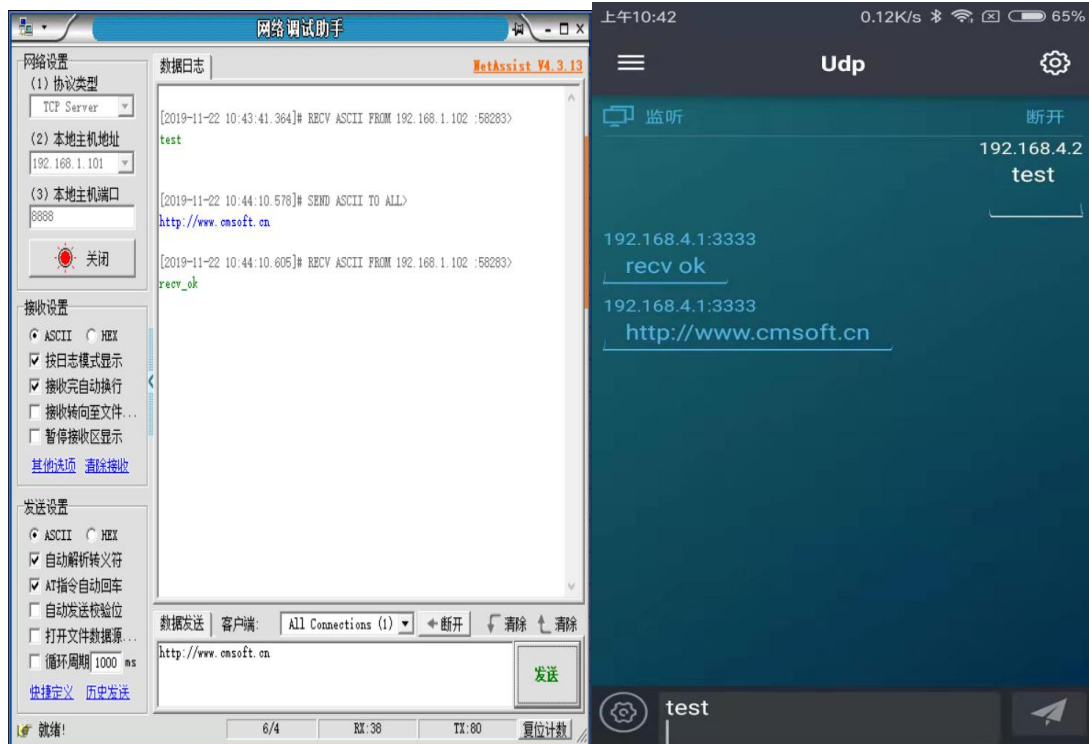 网络调试助手
网络设置
(1) 协议类型
TCP Server
(2) 本地主机地址
192.168.1.101
(3) 本地主机端口
8888
关闭
接收设置
ASCII HEX
按日志模式显示
接收完自动换行
接收转向至文件...
暂停接收区显示
其他选项 清除接收
发送设置
ASCII HEX
自动解析转义符
AT指令自动回车
自动发送校验位
打开文件数据源...
循环周期 1000 ms
快捷定义 历史发送
数据日志 NetAssist V4.3.13
[2019-11-22 10:43:41.364]# RECV ASCII FROM 192.168.1.102 :58283>
test
[2019-11-22 10:44:10.578]# SEND ASCII TO ALL>
http://www.cmsoft.cn
[2019-11-22 10:44:10.605]# RECV ASCII FROM 192.168.1.102 :58283>
recv_ok
数据发送 客户端: All Connections (1) 断开 清除 清除
http://www.cmsoft.cn
发送
就绪! 6/4 RX:38 TX:80 复位计数
上午10:42 0.12K/s 65%
Udp
监听 断开
192.168.4.2
test
192.168.4.1:3333
recv ok
192.168.4.1:3333
http://www.cmsoft.cn
test